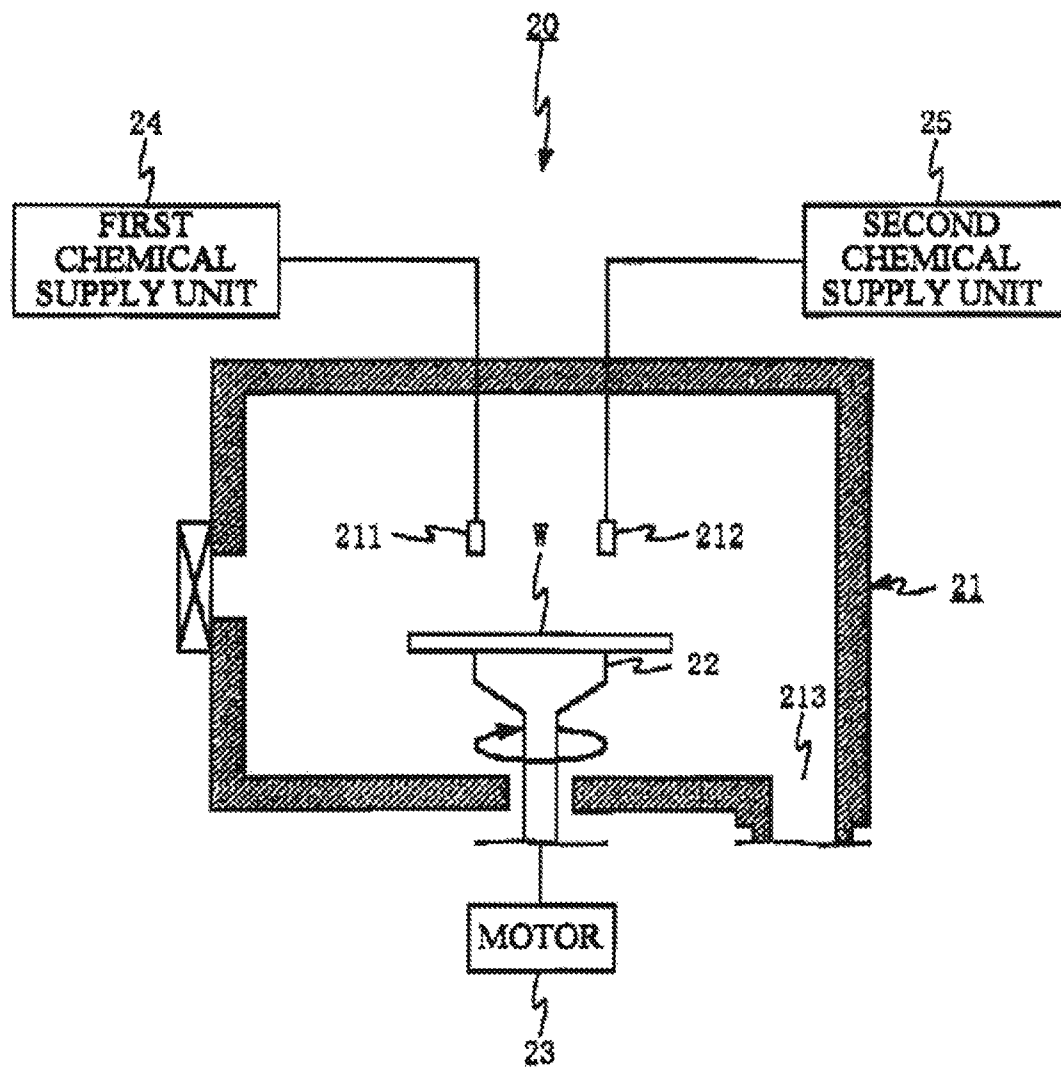 20
24
25
FIRST
CHEMICAL
SUPPLY UNIT
SECOND
CHEMICAL
SUPPLY UNIT
211
W
212
21
22
213
MOTOR
23